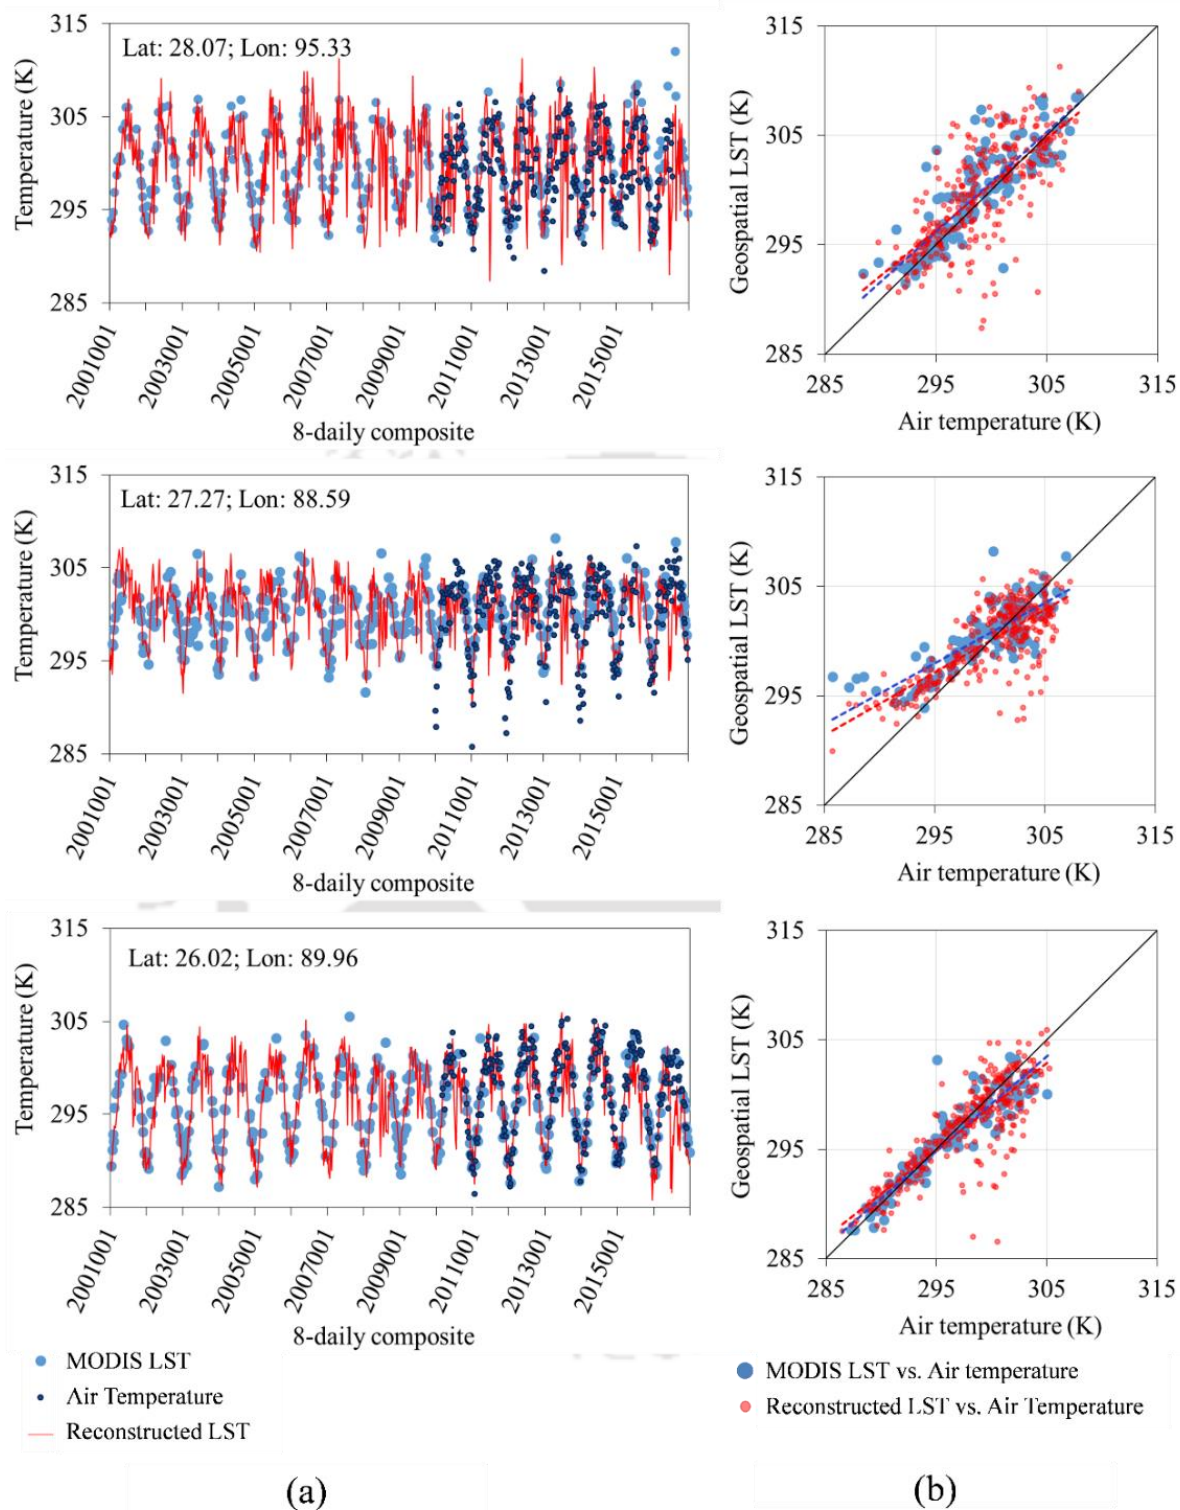 315
305
295
285
Temperature (K)
Lat: 28.07; Lon: 95.33
2001001
2003001
2005001
2007001
2009001
2011001
2013001
2015001
8-daily composite
315
305
295
285
Geospatial LST (K)
285 295 305 315
Air temperature (K)
315
305
295
285
Temperature (K)
Lat: 27.27; Lon: 88.59
2001001
2003001
2005001
2007001
2009001
2011001
2013001
2015001
8-daily composite
315
305
295
285
Geospatial LST (K)
285 295 305 315
Air temperature (K)
315
305
295
285
Temperature (K)
Lat: 26.02; Lon: 89.96
2001001
2003001
2005001
2007001
2009001
2011001
2013001
2015001
8-daily composite
315
305
295
285
Geospatial LST (K)
285 295 305 315
Air temperature (K)
MODIS LST
Air Temperature
Reconstructed LST
MODIS LST vs. Air temperature
Reconstructed LST vs. Air Temperature
(a)
(b)